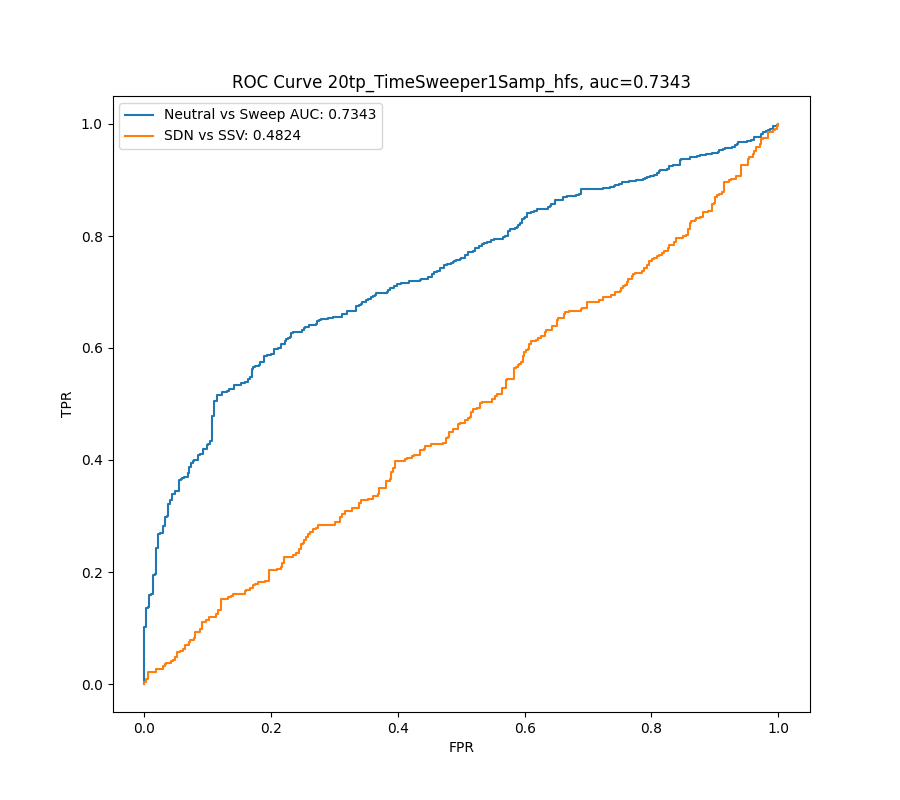 ROC Curve 20tp_TimeSweeper1Samp_hfs, auc=0.7343
Neutral vs Sweep AUC: 0.7343
SDN vs SSV: 0.4824
1.0
0.8
0.6
0.4
0.2
0.0
TPR
0.0 0.2 0.4 0.6 0.8 1.0
FPR